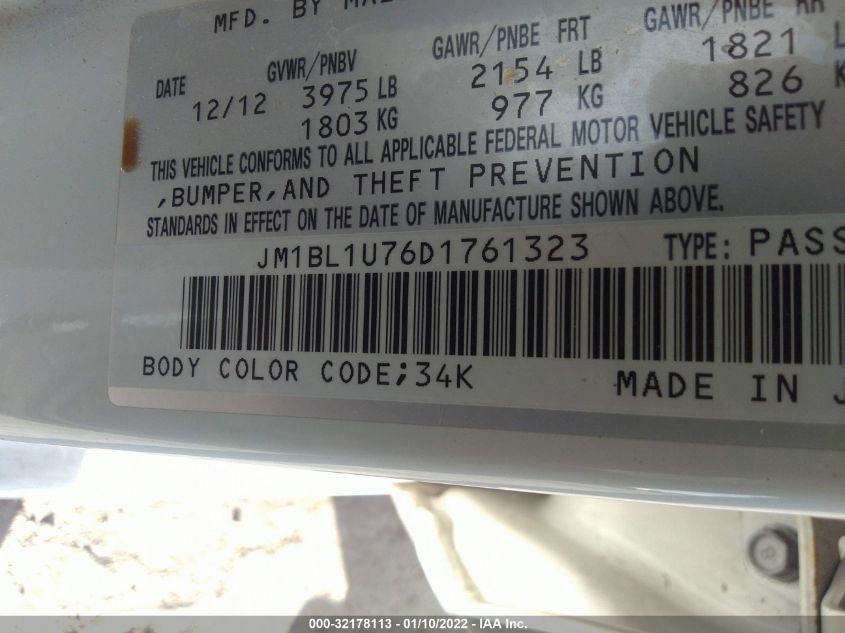 MFD. BY
GAWR/PNBE FRT GAWR/PNBE RR
DATE GVWR/PNBV 2154 LB 1821
12/12 3975 LB 977 KG 826
1803 KG
THIS VEHICLE CONFORMS TO ALL APPLICABLE FEDERAL MOTOR VEHICLE SAFETY
,BUMPER,AND THEFT PREVENTION
STANDARDS IN EFFECT ON THE DATE OF MANUFACTURE SHOWN ABOVE.
JM1BL1U76D1761323 TYPE: PASS
BODY COLOR CODE;34K MADE IN
000-32178113 - 01/10/2022 - IAA Inc.